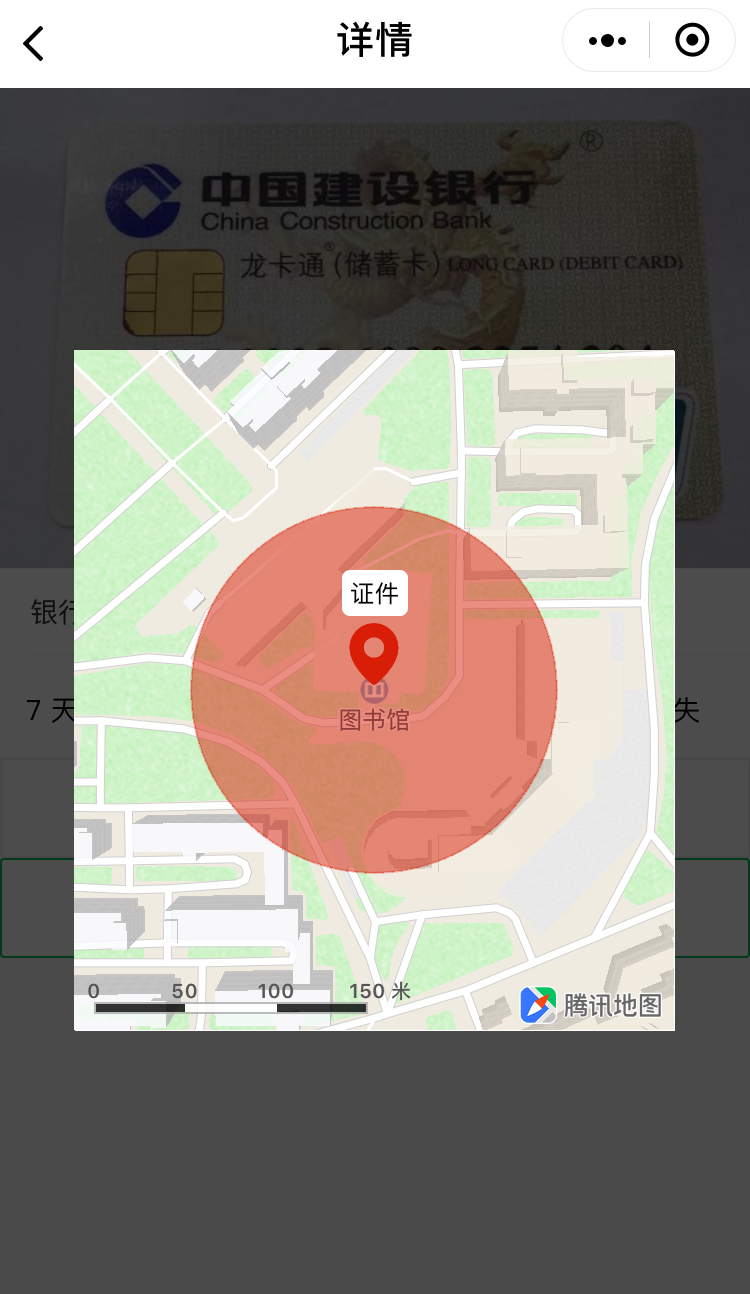 详情
®
中国建设银行
China Construction Bank
龙卡通®(储蓄卡) LONG CARD (DEBIT CARD)
证件
图书馆
银行
7 天
失
0 50 100 150 米
腾讯地图